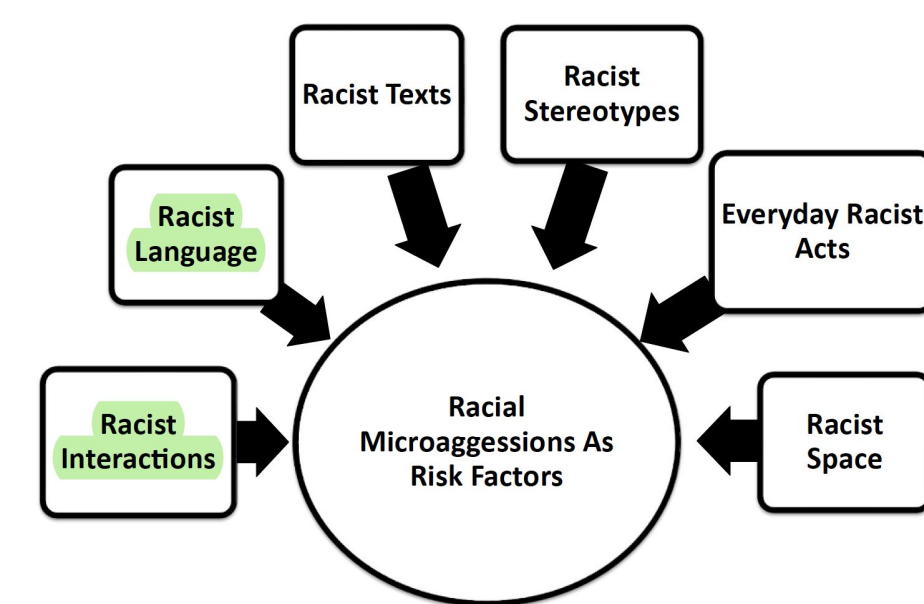 Racist Texts
Racist
Stereotypes
Racist
Language
Everyday Racist
Acts
Racist
Interactions
Racial
Microaggessions As
Risk Factors
Racist
Space